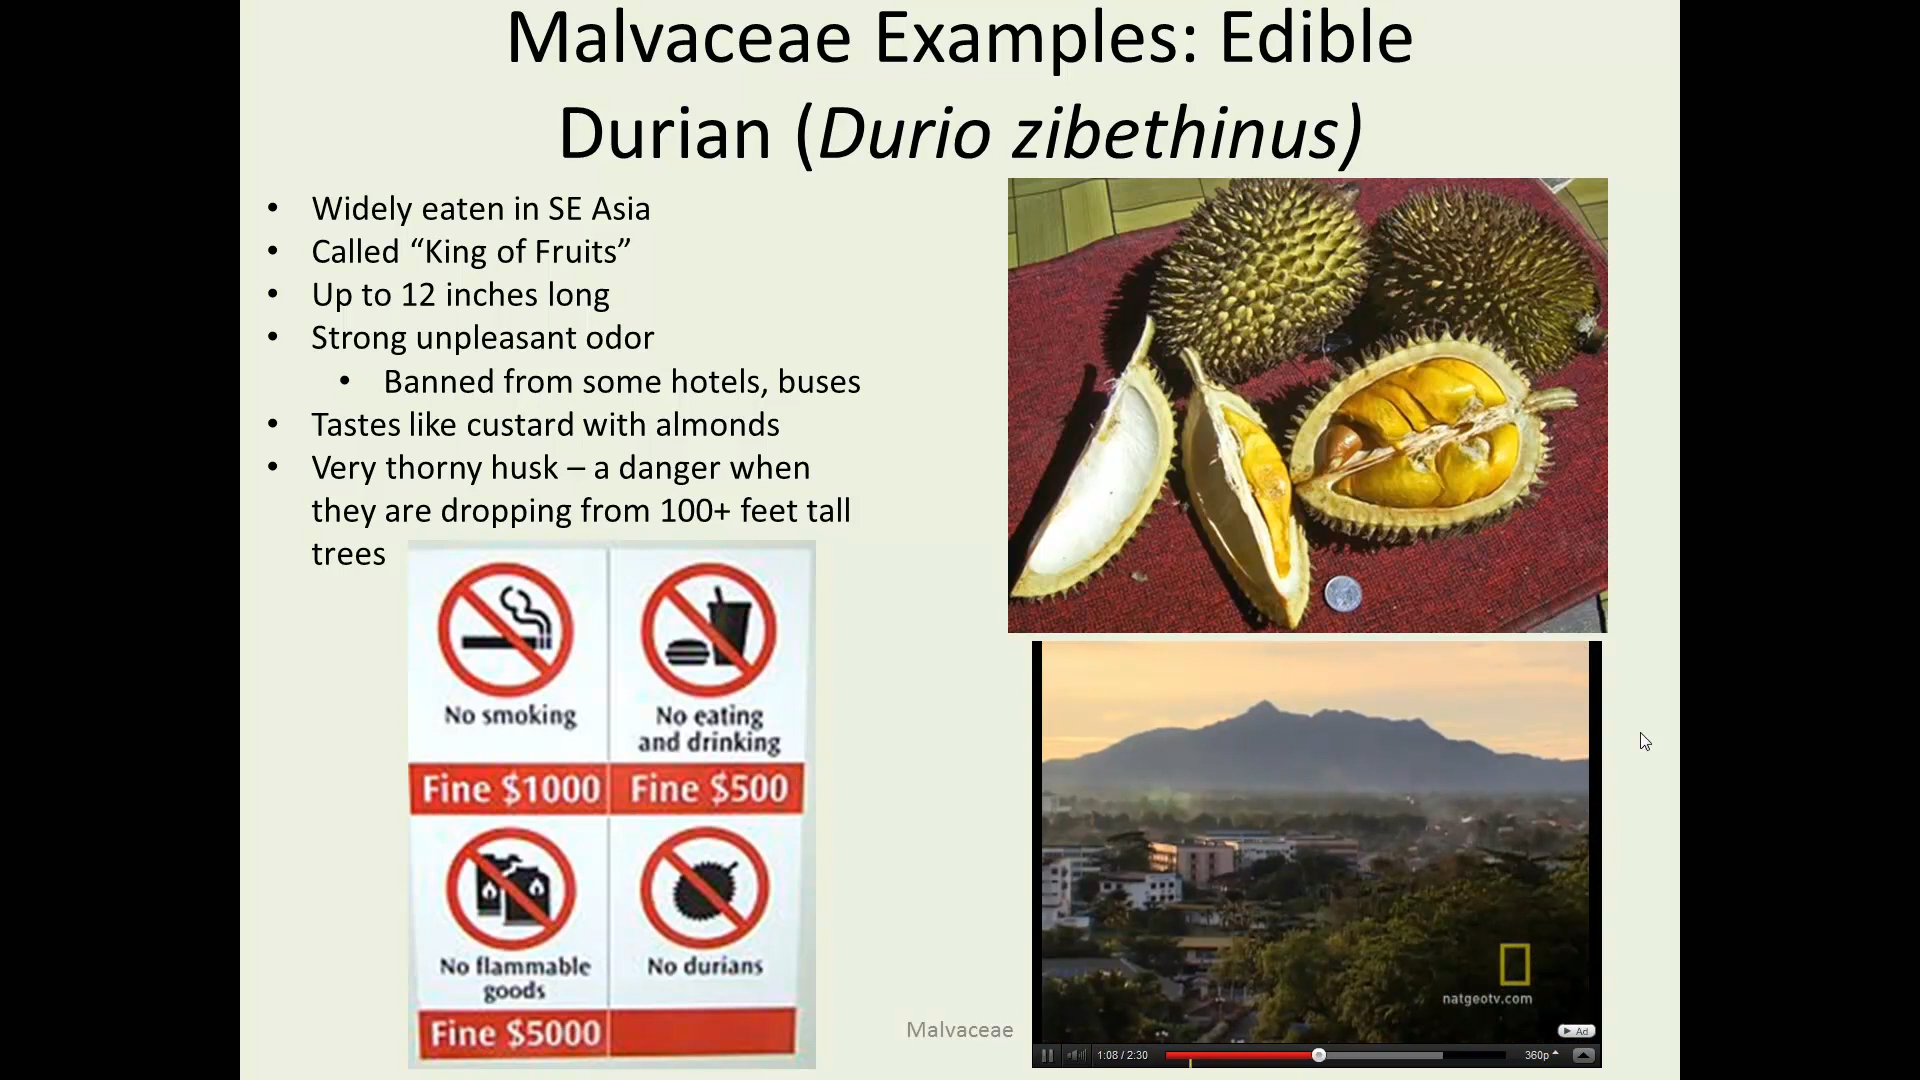 Malvaceae Examples: Edible
Durian (Durio zibethinus)
• Widely eaten in SE Asia
• Called “King of Fruits”
• Up to 12 inches long
• Strong unpleasant odor
• Banned from some hotels, buses
• Tastes like custard with almonds
• Very thorny husk – a danger when
they are dropping from 100+ feet tall
trees
No smoking
No eating
and drinking
Fine $1000
Fine $500
No flammable
goods
No durians
Fine $5000
Malvaceae
natgeotv.com
Ad
1:08 / 2:30
360p